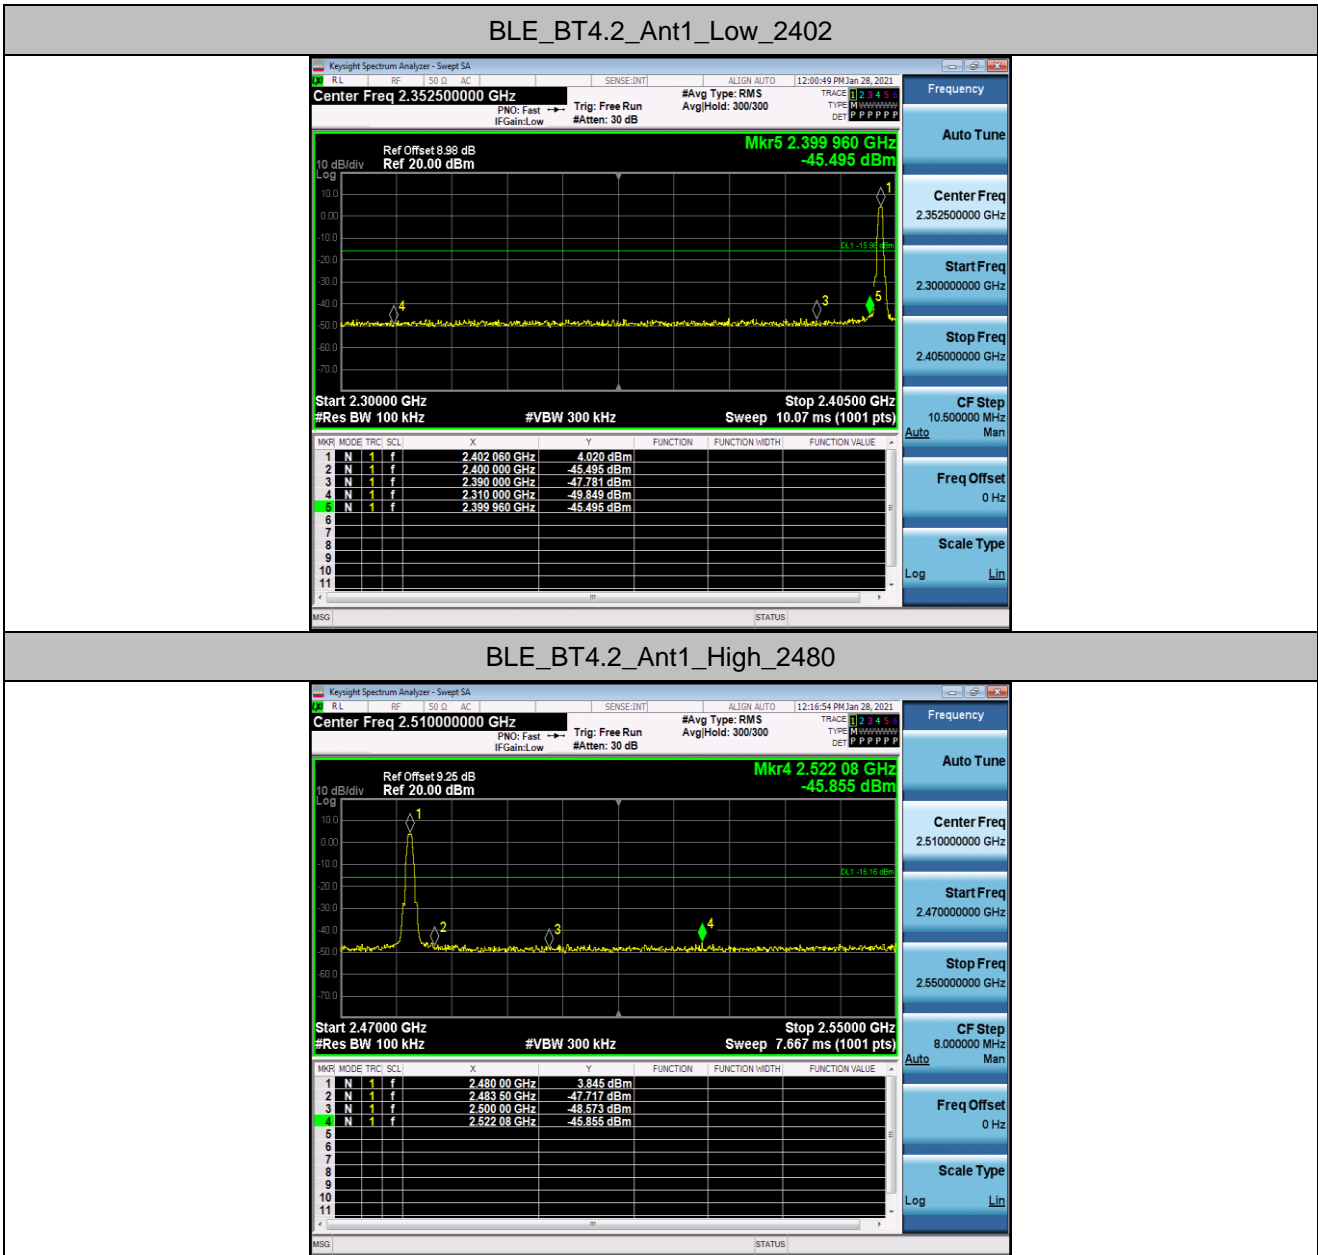 BLE_BT4.2_Ant1_Low_2402
Keysight Spectrum Analyzer - Swept SA
RL RF 50 Ω AC SENSE:INT ALIGN AUTO 12:00:49 PM Jan 28, 2021
Center Freq 2.352500000 GHz #Avg Type: RMS TRACE 1 2 3 4 5 6
PNO: Fast Trig: Free Run Avg|Hold: 300/300 TYPE M WWWWW
IFGain:Low #Atten: 30 dB DET P P P P P P
Frequency
Auto Tune
Center Freq
2.352500000 GHz
Start Freq
2.300000000 GHz
Stop Freq
2.405000000 GHz
CF Step
10.500000 MHz
Auto Man
Freq Offset
0 Hz
Scale Type
Log Lin
Mkr5 2.399 960 GHz
-45.495 dBm
Ref Offset 8.98 dB
10 dB/div Ref 20.00 dBm
Log
10.0
0.00
-10.0
-20.0
-30.0
-40.0
-50.0
-60.0
-70.0
1
DL1 -15.98 dBm
4
3
5
Start 2.30000 GHz Stop 2.40500 GHz
#Res BW 100 kHz #VBW 300 kHz Sweep 10.07 ms (1001 pts)
MKR MODE TRC SCL X Y FUNCTION FUNCTION WIDTH FUNCTION VALUE
1 N 1 f 2.402 060 GHz 4.020 dBm
2 N 1 f 2.400 000 GHz -45.495 dBm
3 N 1 f 2.390 000 GHz -47.781 dBm
4 N 1 f 2.310 000 GHz -49.849 dBm
5 N 1 f 2.399 960 GHz -45.495 dBm
6
7
8
9
10
11
MSG STATUS
BLE_BT4.2_Ant1_High_2480
Keysight Spectrum Analyzer - Swept SA
RL RF 50 Ω AC SENSE:INT ALIGN AUTO 12:16:54 PM Jan 28, 2021
Center Freq 2.510000000 GHz #Avg Type: RMS TRACE 1 2 3 4 5 6
PNO: Fast Trig: Free Run Avg|Hold: 300/300 TYPE M WWWWW
IFGain:Low #Atten: 30 dB DET P P P P P P
Frequency
Auto Tune
Center Freq
2.510000000 GHz
Start Freq
2.470000000 GHz
Stop Freq
2.550000000 GHz
CF Step
8.000000 MHz
Auto Man
Freq Offset
0 Hz
Scale Type
Log Lin
Mkr4 2.522 08 GHz
-45.855 dBm
Ref Offset 9.25 dB
10 dB/div Ref 20.00 dBm
Log
10.0
0.00
-10.0
-20.0
-30.0
-40.0
-50.0
-60.0
-70.0
1
DL1 -16.16 dBm
2
3
4
Start 2.47000 GHz Stop 2.55000 GHz
#Res BW 100 kHz #VBW 300 kHz Sweep 7.667 ms (1001 pts)
MKR MODE TRC SCL X Y FUNCTION FUNCTION WIDTH FUNCTION VALUE
1 N 1 f 2.480 00 GHz 3.845 dBm
2 N 1 f 2.483 50 GHz -47.717 dBm
3 N 1 f 2.500 00 GHz -48.573 dBm
4 N 1 f 2.522 08 GHz -45.855 dBm
5
6
7
8
9
10
11
MSG STATUS